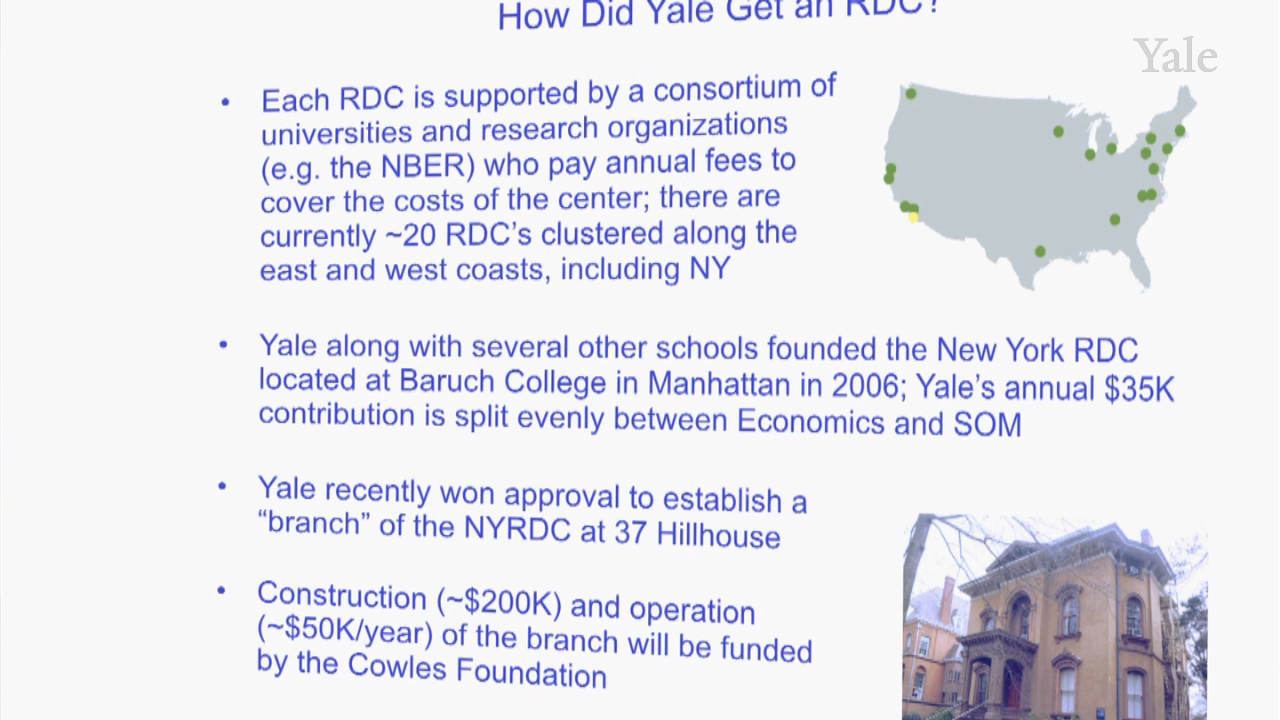 How Did Yale Get an RDC?
Yale
• Each RDC is supported by a consortium of
universities and research organizations
(e.g. the NBER) who pay annual fees to
cover the costs of the center; there are
currently ~20 RDC's clustered along the
east and west coasts, including NY
• Yale along with several other schools founded the New York RDC
located at Baruch College in Manhattan in 2006; Yale's annual $35K
contribution is split evenly between Economics and SOM
• Yale recently won approval to establish a
“branch” of the NYRDC at 37 Hillhouse
• Construction (~$200K) and operation
(~$50K/year) of the branch will be funded
by the Cowles Foundation